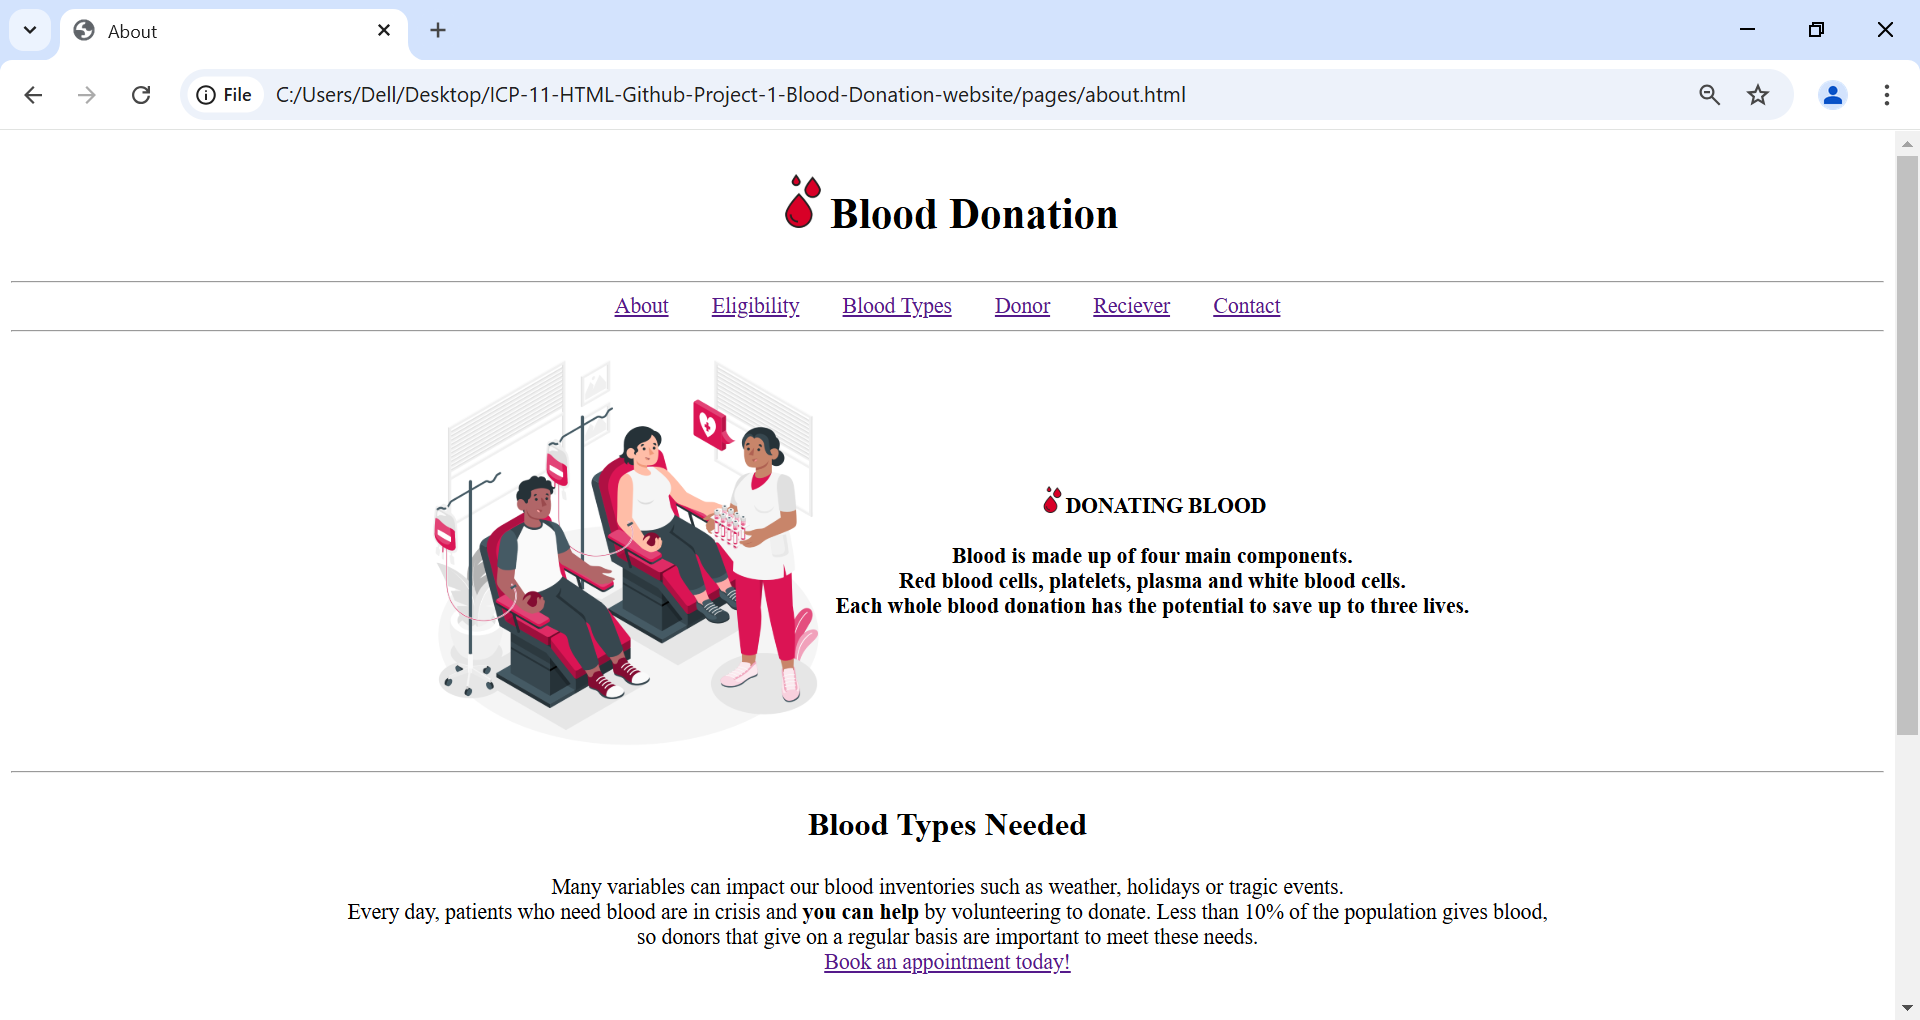 About
File C:/Users/Dell/Desktop/ICP-11-HTML-Github-Project-1-Blood-Donation-website/pages/about.html
Blood Donation
About Eligibility Blood Types Donor Reciever Contact
DONATING BLOOD
Blood is made up of four main components.
Red blood cells, platelets, plasma and white blood cells.
Each whole blood donation has the potential to save up to three lives.
Blood Types Needed
Many variables can impact our blood inventories such as weather, holidays or tragic events.
Every day, patients who need blood are in crisis and you can help by volunteering to donate. Less than 10% of the population gives blood,
so donors that give on a regular basis are important to meet these needs.
Book an appointment today!